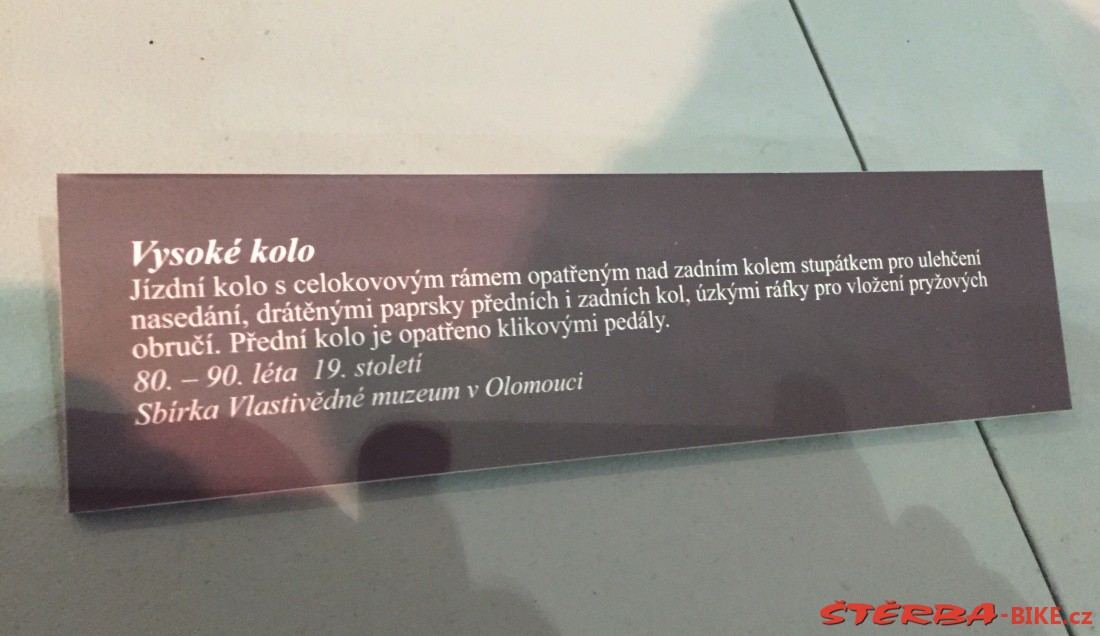 Vysoké kolo
Jízdní kolo s celokovovým rámem opatřeným nad zadním kolem stupátkem pro ulehčení
nasedání, drátěnými paprsky předních i zadních kol, úzkými ráfky pro vložení pryžových
obručí. Přední kolo je opatřeno klikovými pedály.
80. – 90. léta 19. století
Sbírka Vlastivědné muzeum v Olomouci
ŠTĚRBA-BIKE.cz